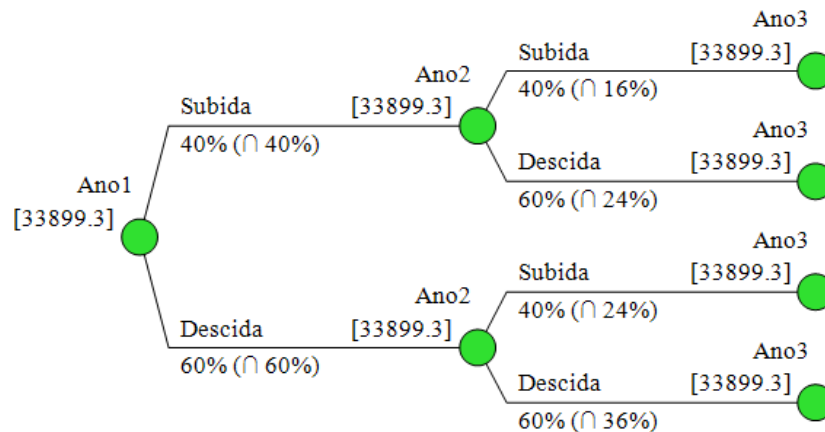 Ano3
Subida [33899.3]
40% (∩ 16%)
Ano2
Subida [33899.3]
40% (∩ 40%)
Ano3
Descida [33899.3]
60% (∩ 24%)
Ano1
[33899.3]
Ano3
Subida [33899.3]
40% (∩ 24%)
Ano2
Descida [33899.3]
60% (∩ 60%)
Ano3
Descida [33899.3]
60% (∩ 36%)